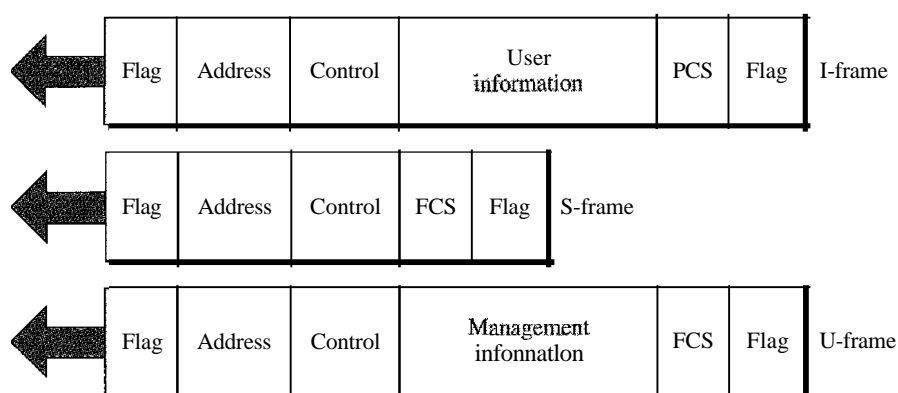 Flag Address Control User information PCS Flag I-frame
Flag Address Control FCS Flag S-frame
Flag Address Control Management infonnatlon FCS Flag U-frame